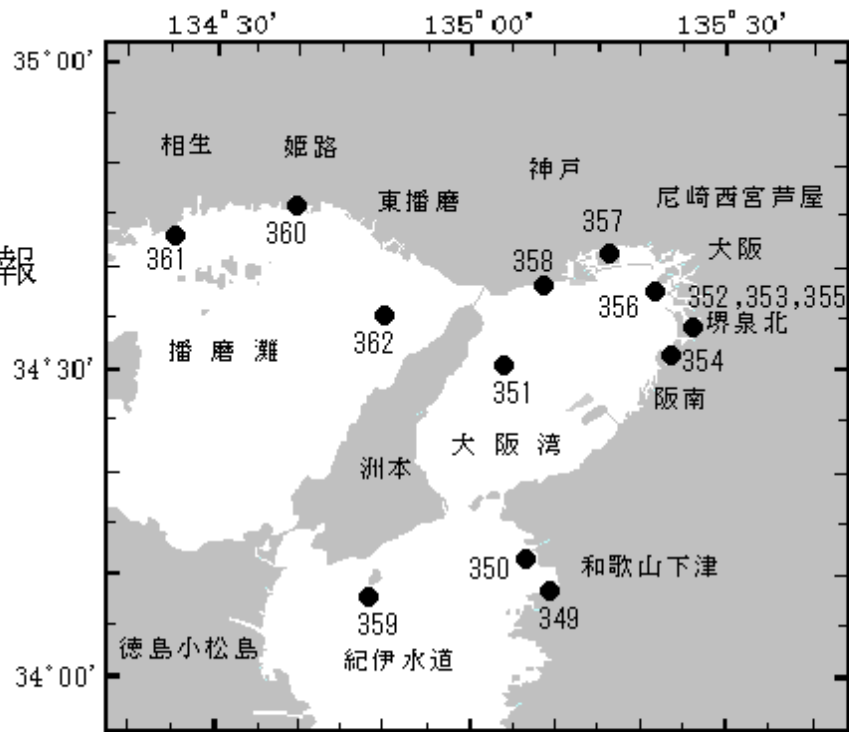 134°30' 135°00' 135°30'
35°00'
相生 姫路 神戸
東播磨 尼崎西宮芦屋
357 大阪
報 361 360 358
356 352,353,355
362 堺泉北
播磨灘 354
34°30' 351 阪南
大阪湾
洲本
350 和歌山下津
359 349
徳島小松島 紀伊水道
34°00'